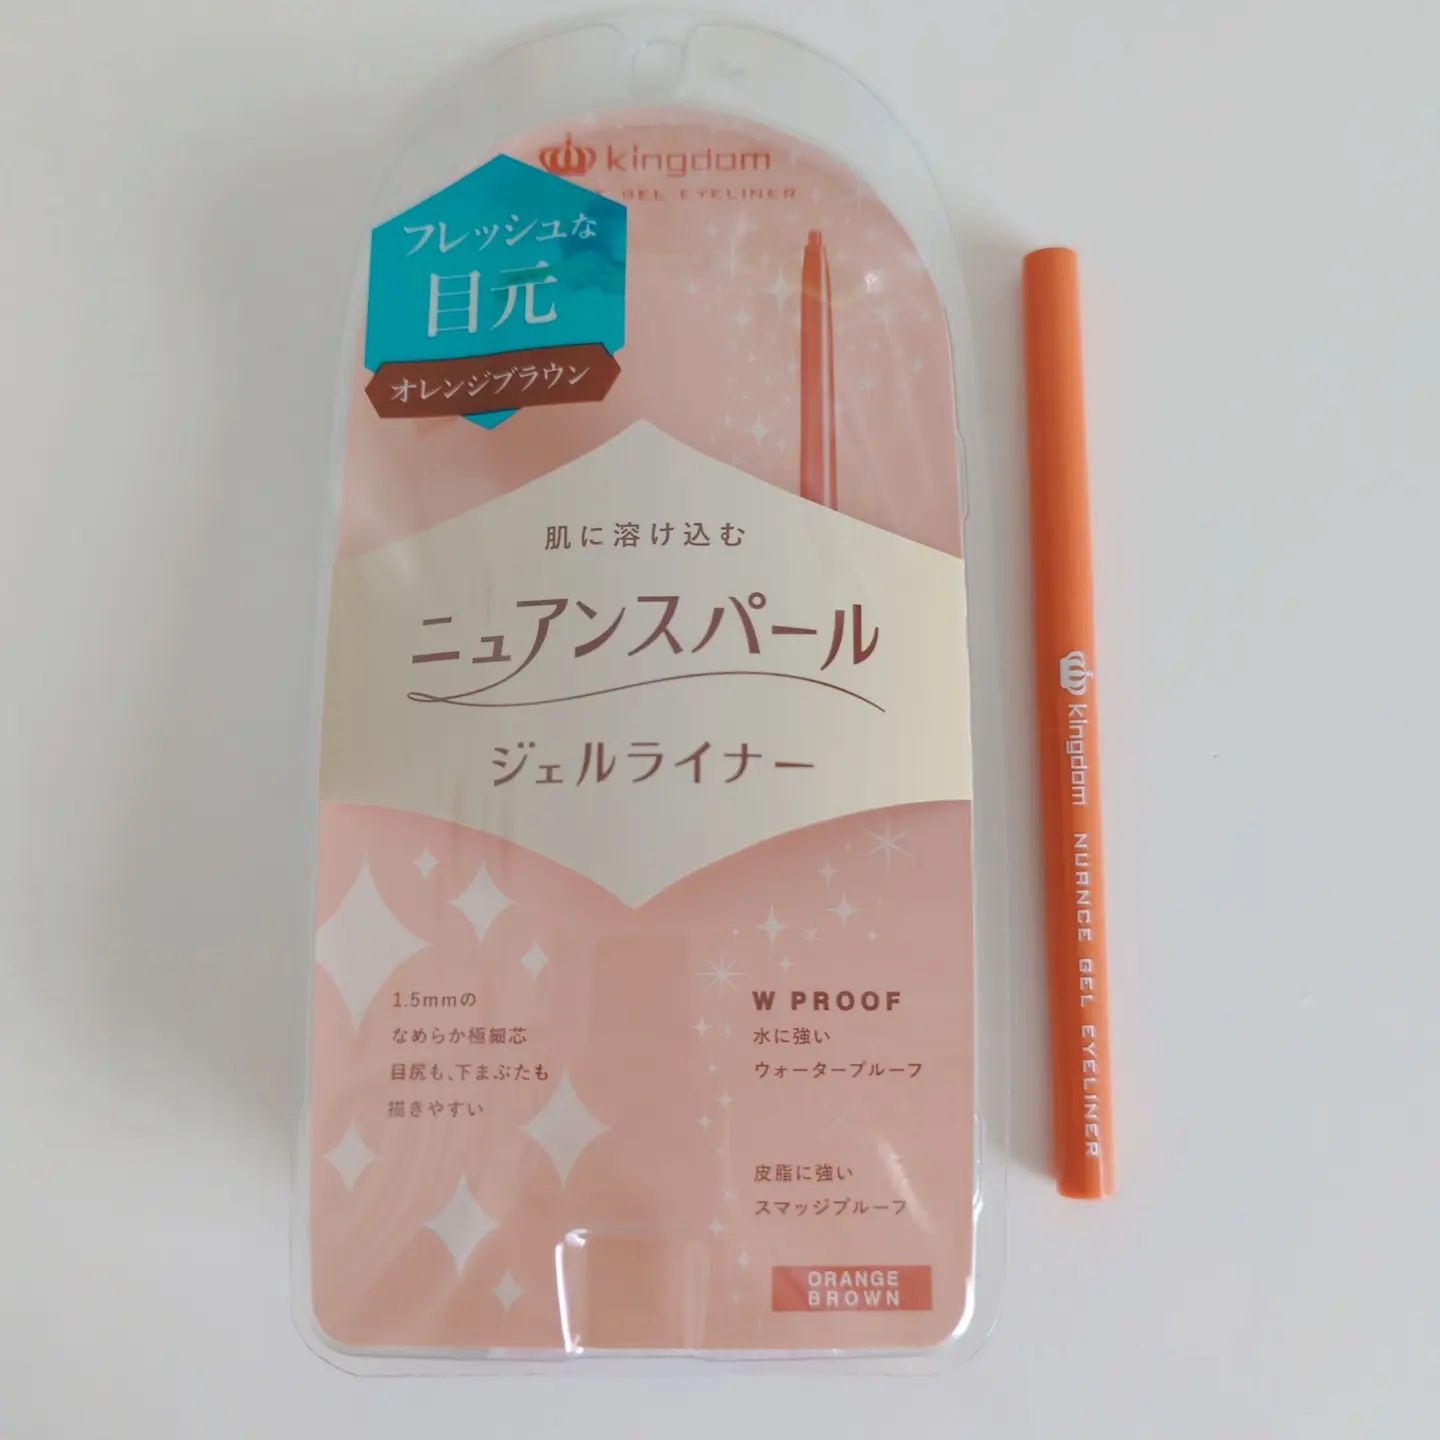 kingdom
GEL EYELINER
フレッシュな
目元
オレンジブラウン
肌に溶け込む
ニュアンスパール
ジェルライナー
1.5mmの
なめらか極細芯
目尻も、下まぶたも
描きやすい
W PROOF
水に強い
ウォータープルーフ
皮脂に強い
スマッジプルーフ
ORANGE
BROWN
kingdom NUANCE GEL EYELINER